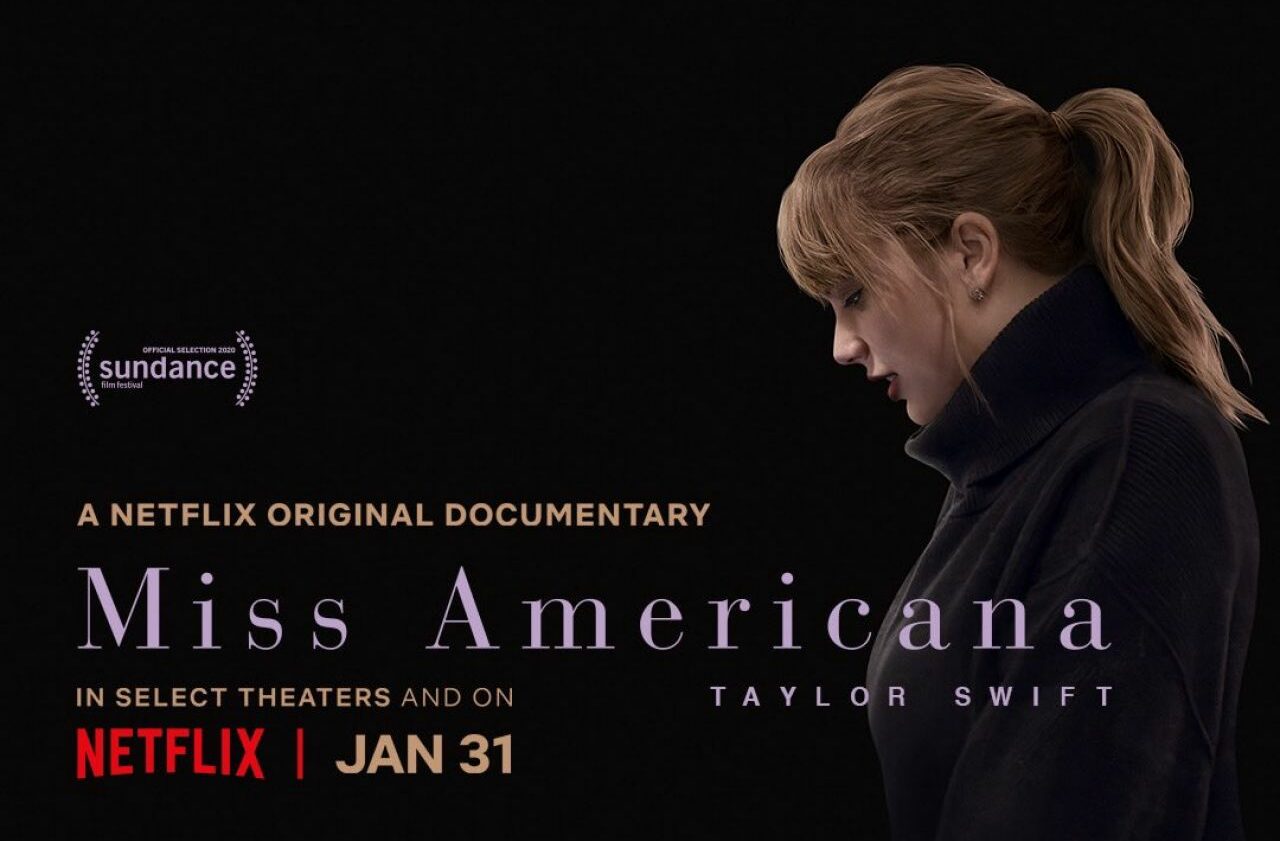 OFFICIAL SELECTION 2020
sundance
film festival
A NETFLIX ORIGINAL DOCUMENTARY
Miss Americana
IN SELECT THEATERS AND ON
TAYLOR SWIFT
NETFLIX | JAN 31